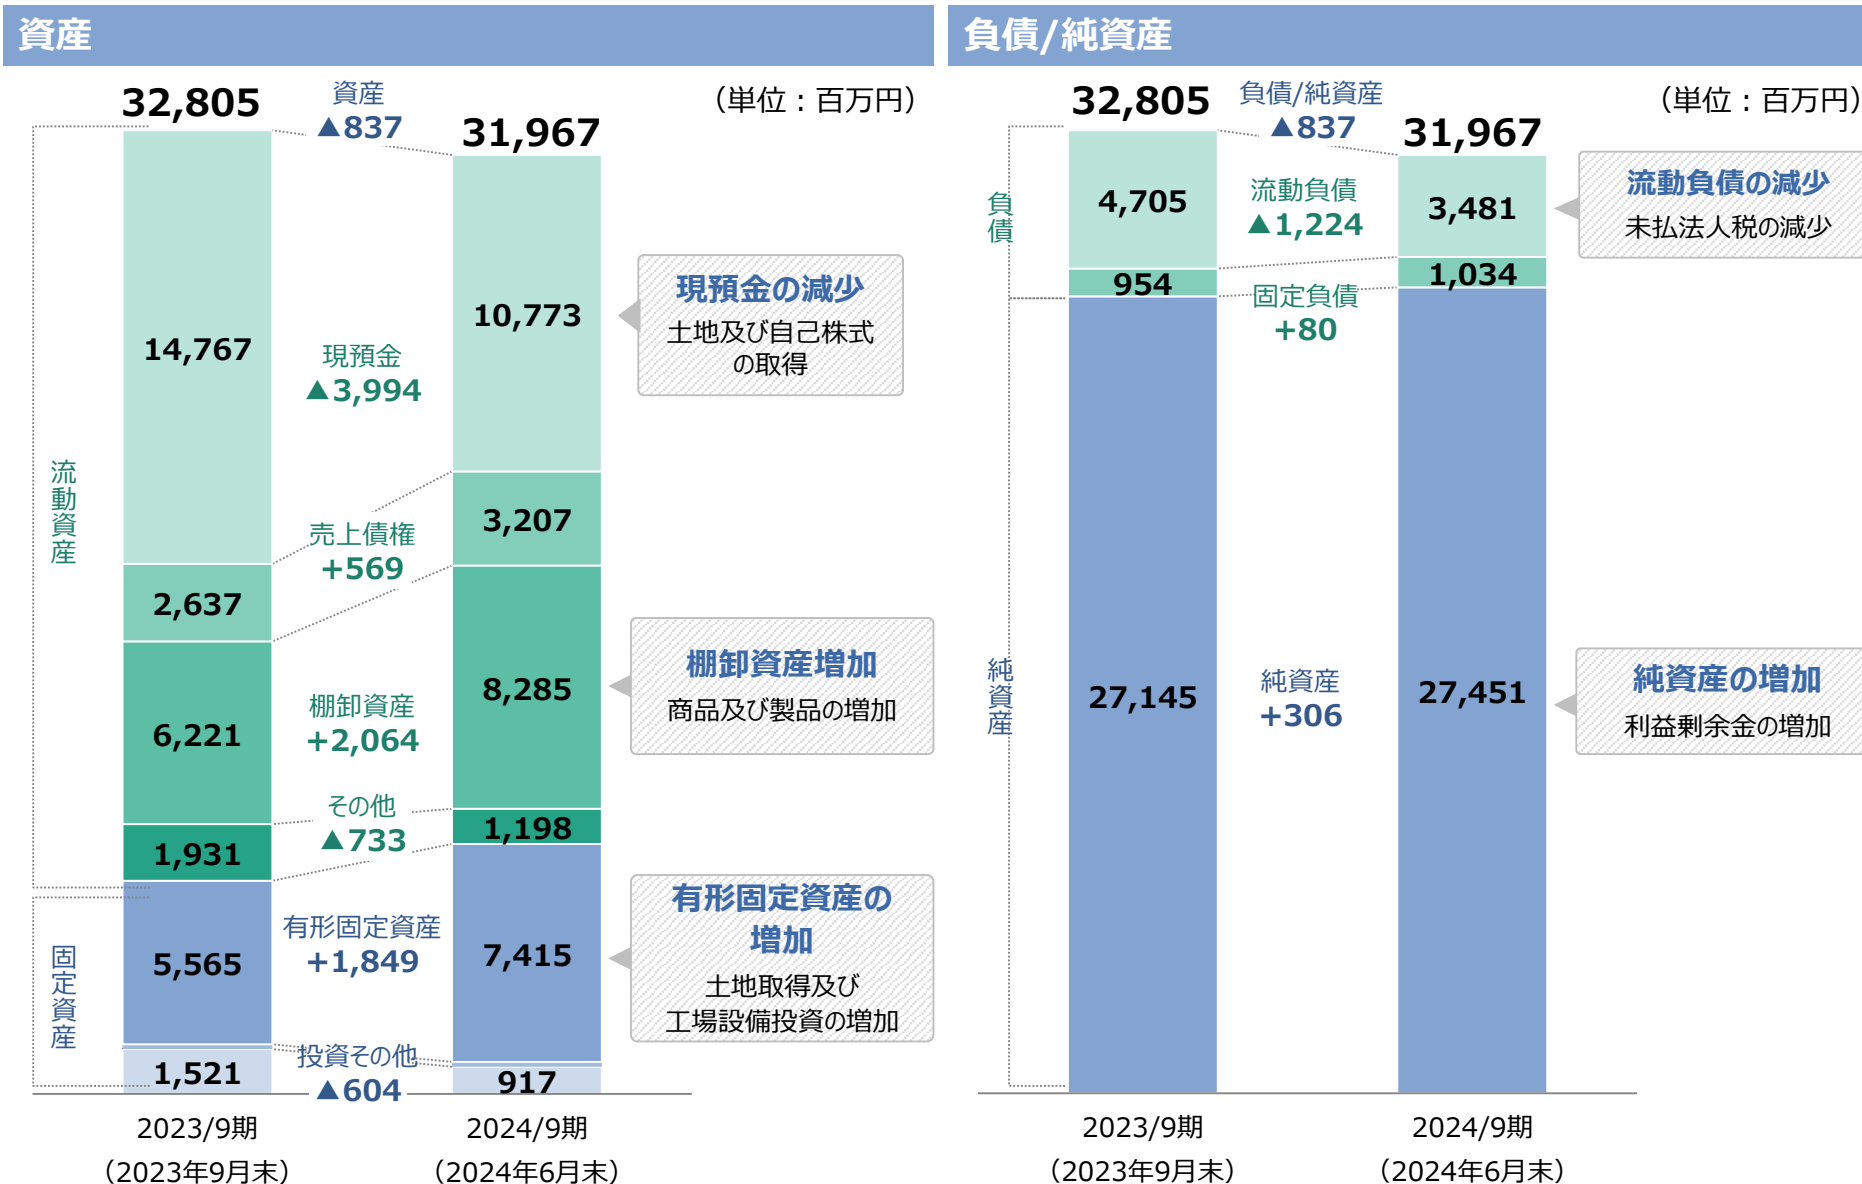 資産
(単位：百万円)
32,805
資産
▲837
31,967
流動資産
14,767
現預金
▲3,994
10,773
現預金の減少
土地及び自己株式
の取得
2,637
売上債権
+569
3,207
6,221
棚卸資産
+2,064
8,285
棚卸資産増加
商品及び製品の増加
1,931
その他
▲733
1,198
固定資産
5,565
有形固定資産
+1,849
7,415
有形固定資産の
増加
土地取得及び
工場設備投資の増加
1,521
投資その他
▲604
917
2023/9期
(2023年9月末)
2024/9期
(2024年6月末)
負債/純資産
(単位：百万円)
32,805
負債/純資産
▲837
31,967
負債
4,705
流動負債
▲1,224
3,481
流動負債の減少
未払法人税の減少
954
固定負債
+80
1,034
純資産
27,145
純資産
+306
27,451
純資産の増加
利益剰余金の増加
2023/9期
(2023年9月末)
2024/9期
(2024年6月末)